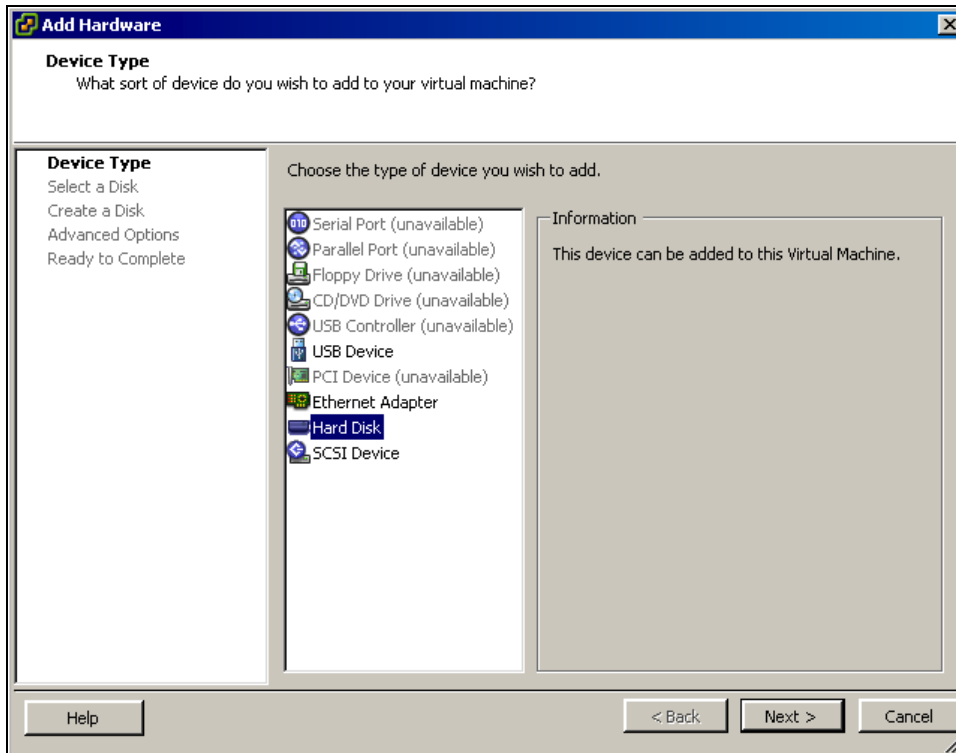 Add Hardware
Device Type
What sort of device do you wish to add to your virtual machine?
Device Type
Select a Disk
Create a Disk
Advanced Options
Ready to Complete
Choose the type of device you wish to add.
Serial Port (unavailable)
Parallel Port (unavailable)
Floppy Drive (unavailable)
CD/DVD Drive (unavailable)
USB Controller (unavailable)
USB Device
PCI Device (unavailable)
Ethernet Adapter
Hard Disk
SCSI Device
Information
This device can be added to this Virtual Machine.
Help
< Back
Next >
Cancel